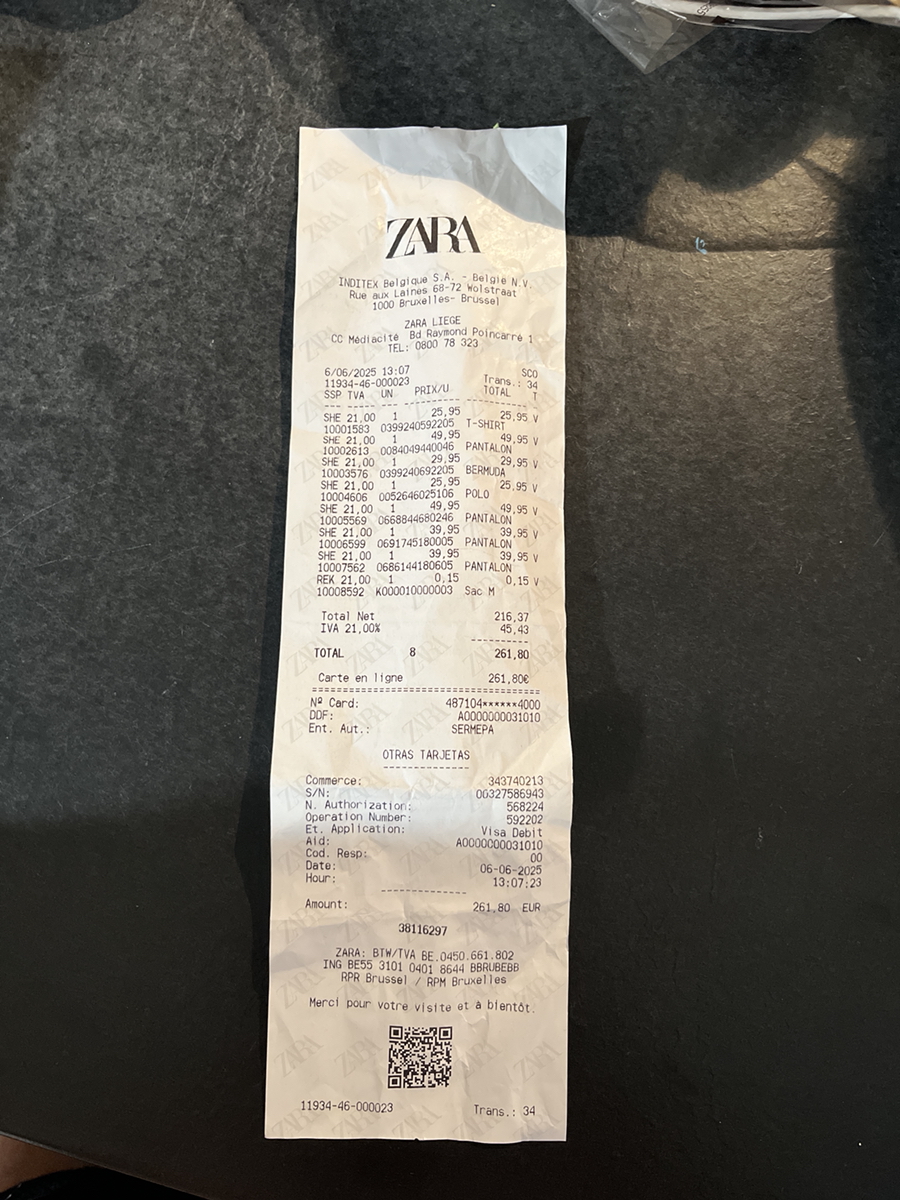 ZARA
INDITEX Belgique S.A. - België N.V.
Rue aux Laines 68-72 Wolstraat
1000 Bruxelles- Brussel
ZARA LIEGE
CC Médiacité Bd Raymond Poincarré 1
TEL: 0800 78 323
6/06/2025 13:07 SCO
11934-46-000023 Trans.: 34
SSP TVA UN PRIX/U TOTAL T
SHE 21,00 1 25,95 25,95 V
10001583 0399240592205 T-SHIRT
SHE 21,00 1 49,95 49,95 V
10002613 0084049440046 PANTALON
SHE 21,00 1 29,95 29,95 V
10003576 0399240692205 BERMUDA
SHE 21,00 1 25,95 25,95 V
10004606 0052646025106 POLO
SHE 21,00 1 49,95 49,95 V
10005569 0668844680246 PANTALON
SHE 21,00 1 39,95 39,95 V
10006599 0691745180005 PANTALON
SHE 21,00 1 39,95 39,95 V
10007562 0686144180605 PANTALON
REK 21,00 1 0,15 0,15 V
10008592 K000010000003 Sac M
Total Net 216,37
IVA 21,00% 45,43
TOTAL 8 261,80
Carte en ligne 261,80€
Nº Card: 487104******4000
DDF: A0000000031010
Ent. Aut.: SERMEPA
OTRAS TARJETAS
Commerce: 343740213
S/N: 00327586943
N. Authorization: 568224
Operation Number: 592202
Et. Application: Visa Debit
Aid: A0000000031010
Cod. Resp: 00
Date: 06-06-2025
Hour: 13:07:23
Amount: 261,80 EUR
38116297
ZARA: BTW/TVA BE.0450.661.802
ING BE55 3101 0401 8644 BBRUBEBB
RPR Brussel / RPM Bruxelles
Merci pour votre visite et à bientôt.
11934-46-000023 Trans.: 34